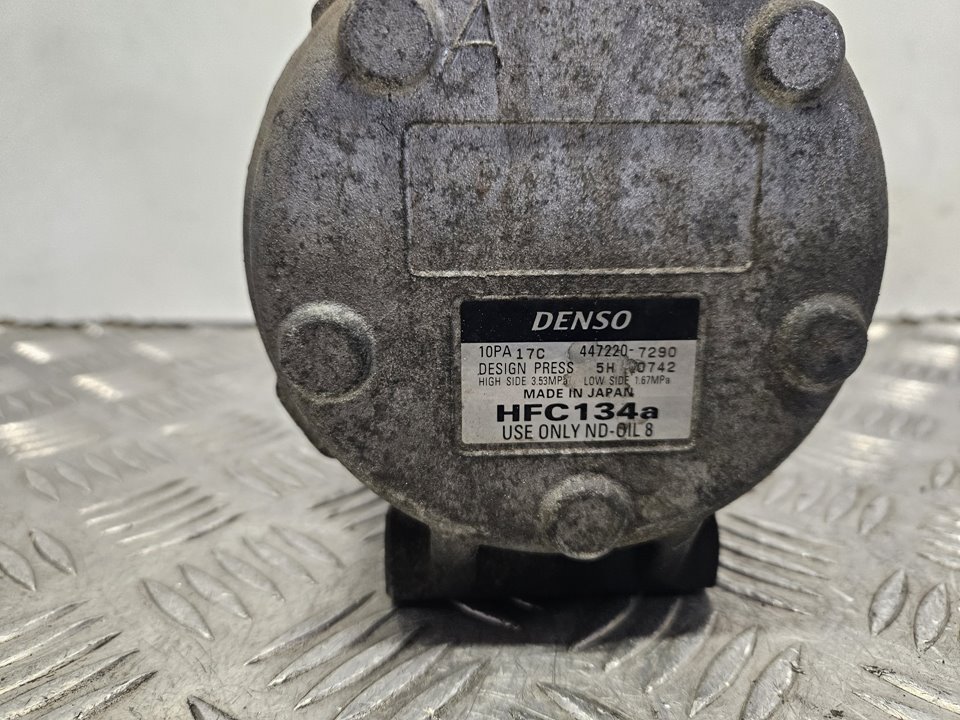 A
DENSO
10PA 17C 447220-7290
DESIGN PRESS 5H 0742
HIGH SIDE 3.53MPa LOW SIDE 1.67MPa
MADE IN JAPAN
HFC134a
USE ONLY ND-OIL 8